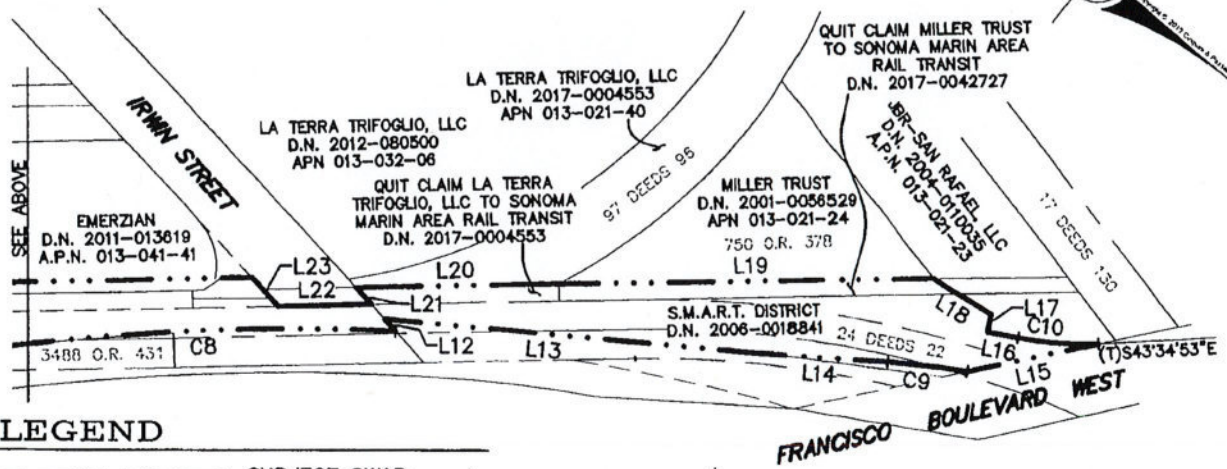 QUIT CLAIM MILLER TRUST
TO SONOMA MARIN AREA
RAIL TRANSIT
D.N. 2017-0042727
LA TERRA TRIFOGLIO, LLC
D.N. 2017-0004553
APN 013-021-40
IRWIN STREET
LA TERRA TRIFOGLIO, LLC
D.N. 2012-080500
APN 013-032-06
97 DEEDS 95
JBR-SAN RAFAEL LLC
D.N. 2004-0110035
A.P.N. 013-021-23
17 DEEDS 130
SEE ABOVE
QUIT CLAIM LA TERRA
TRIFOGLIO, LLC TO SONOMA
MARIN AREA RAIL TRANSIT
D.N. 2017-0004553
MILLER TRUST
D.N. 2001-0056529
APN 013-021-24
750 O.R. 378
EMERZIAN
D.N. 2011-013619
A.P.N. 013-041-41
L23
L22
L20
L21
L19
L18
L17
C10
S.M.A.R.T. DISTRICT
D.N. 2006-0018841
24 DEEDS 22
3488 O.R. 431
C8
L12
L13
L14
C9
L16
L15
(T)S43°34'53"E
FRANCISCO BOULEVARD WEST
LEGEND